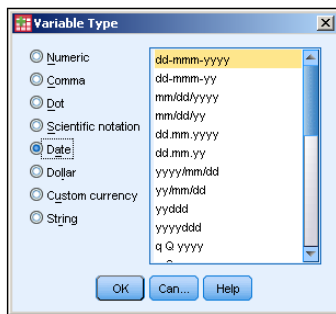 Variable Type
Numeric
Comma
Dot
Scientific notation
Date
Dollar
Custom currency
String
dd-mmm-yyyy
dd-mmm-yy
mm/dd/yyyy
mm/dd/yy
dd.mm.yyyy
dd.mm.yy
yyyy/mm/dd
yy/mm/dd
yyddd
yyyyddd
q Q yyyy
OK
Can...
Help